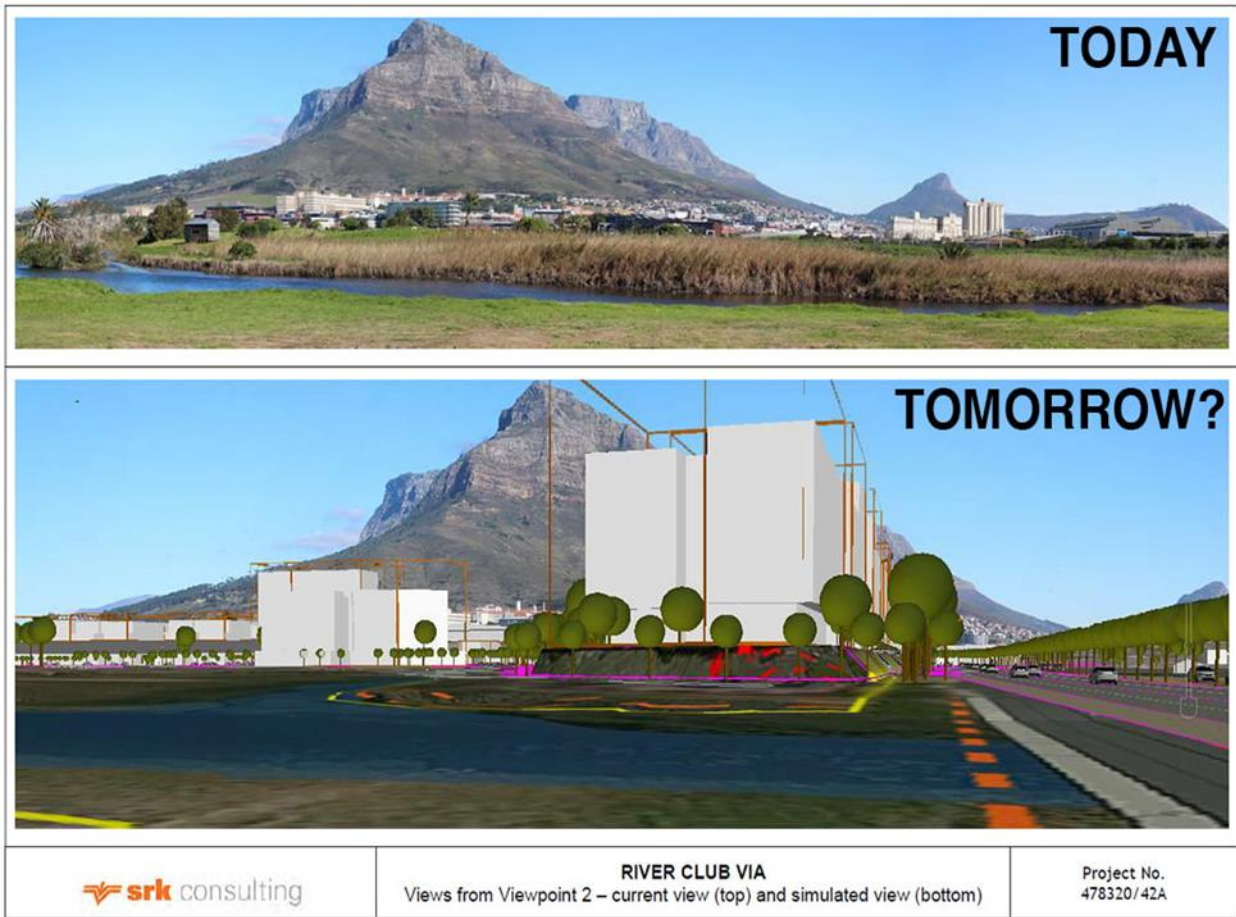 TODAY
TOMORROW?
srk consulting
RIVER CLUB VIA
Views from Viewpoint 2 – current view (top) and simulated view (bottom)
Project No.
478320/42A